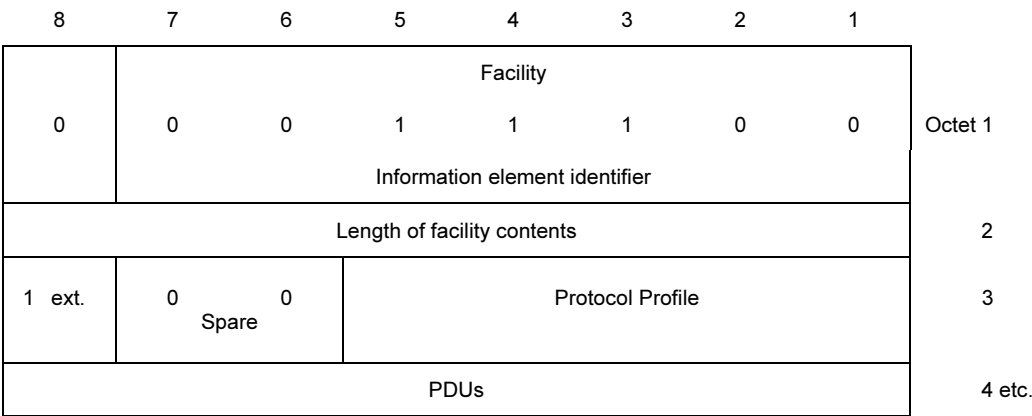 8 7 6 5 4 3 2 1
Facility
0 0 0 1 1 1 0 0 Octet 1
Information element identifier
Length of facility contents 2
1 ext. 0 0 Protocol Profile 3
Spare
PDUs 4 etc.